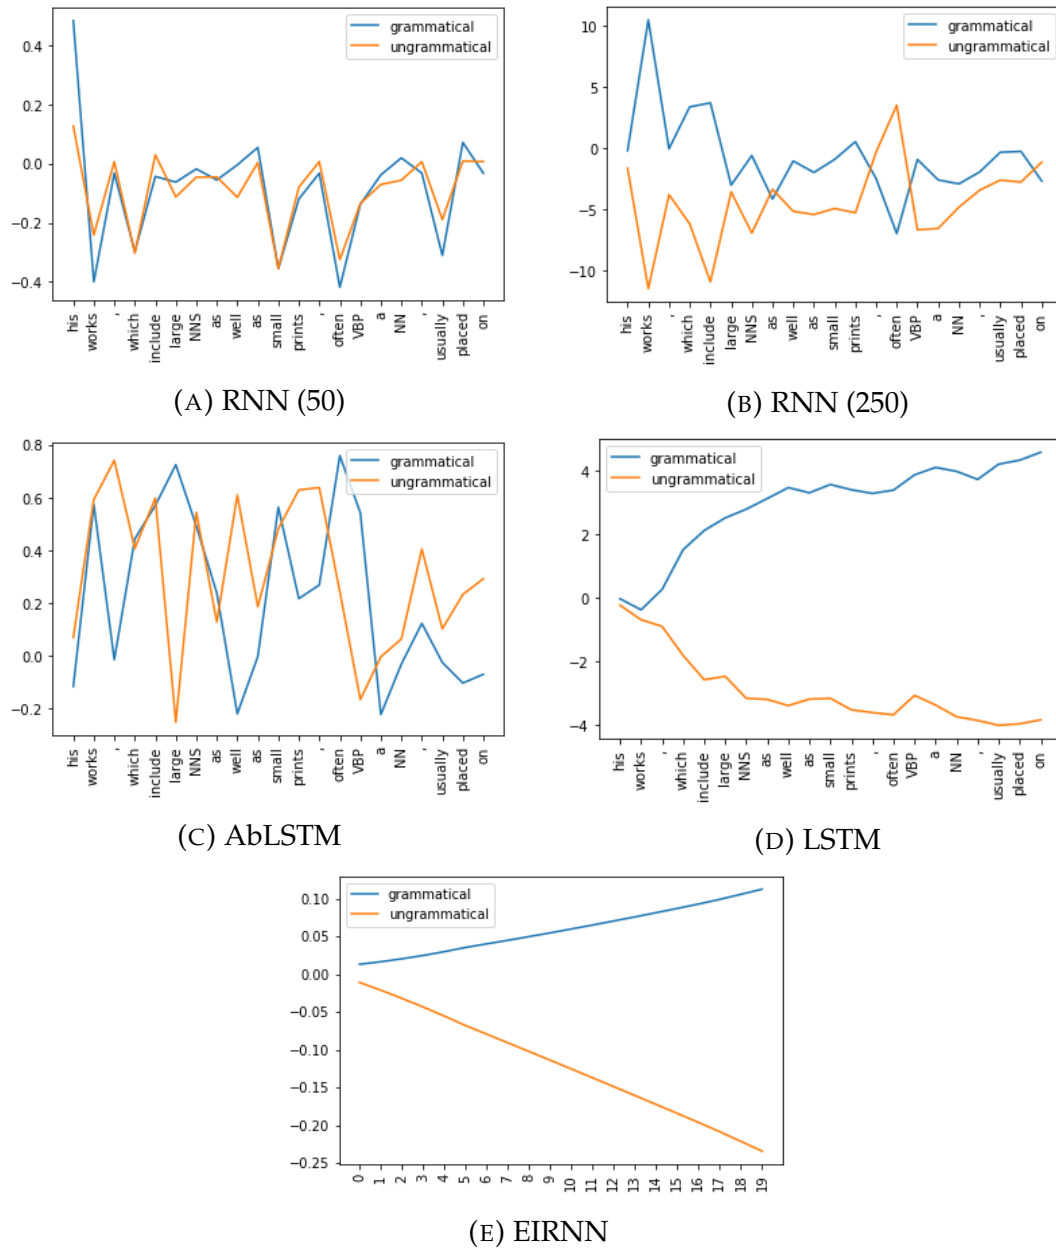 grammatical
ungrammatical
0.4
0.2
0.0
−0.2
−0.4
his
works
,
which
include
large
NNS
as
well
as
small
prints
,
often
VBP
a
NN
,
usually
placed
on
(A) RNN (50)
grammatical
ungrammatical
10
5
0
−5
−10
his
works
,
which
include
large
NNS
as
well
as
small
prints
,
often
VBP
a
NN
,
usually
placed
on
(B) RNN (250)
grammatical
ungrammatical
0.8
0.6
0.4
0.2
0.0
−0.2
his
works
,
which
include
large
NNS
as
well
as
small
prints
,
often
VBP
a
NN
,
usually
placed
on
(C) AbLSTM
grammatical
ungrammatical
4
2
0
−2
−4
his
works
,
which
include
large
NNS
as
well
as
small
prints
,
often
VBP
a
NN
,
usually
placed
on
(D) LSTM
grammatical
ungrammatical
0.10
0.05
0.00
−0.05
−0.10
−0.15
−0.20
−0.25
0
1
2
3
4
5
6
7
8
9
10
11
12
13
14
15
16
17
18
19
(E) EIRNN